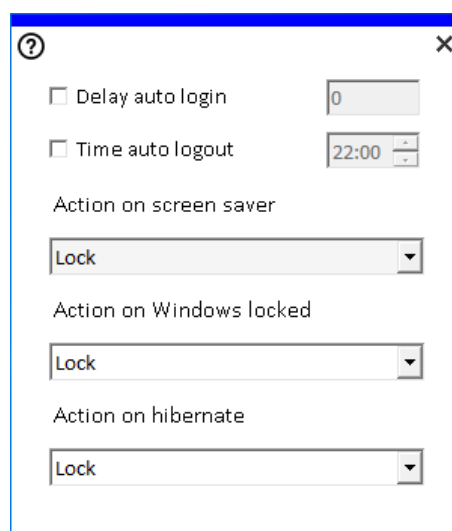 ?
Delay auto login 0
Time auto logout 22:00
Action on screen saver
Lock
Action on Windows locked
Lock
Action on hibernate
Lock